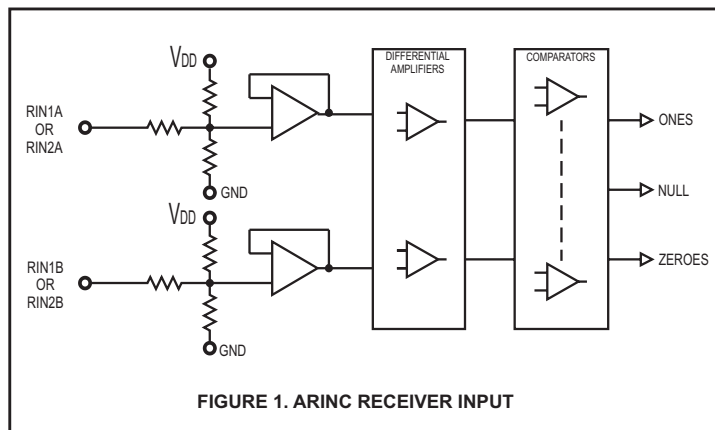 VDD
DIFFERENTIAL
AMPLIFIERS
COMPARATORS
RIN1A
OR
RIN2A
ONES
GND
NULL
VDD
RIN1B
OR
RIN2B
ZEROES
GND
FIGURE 1. ARINC RECEIVER INPUT